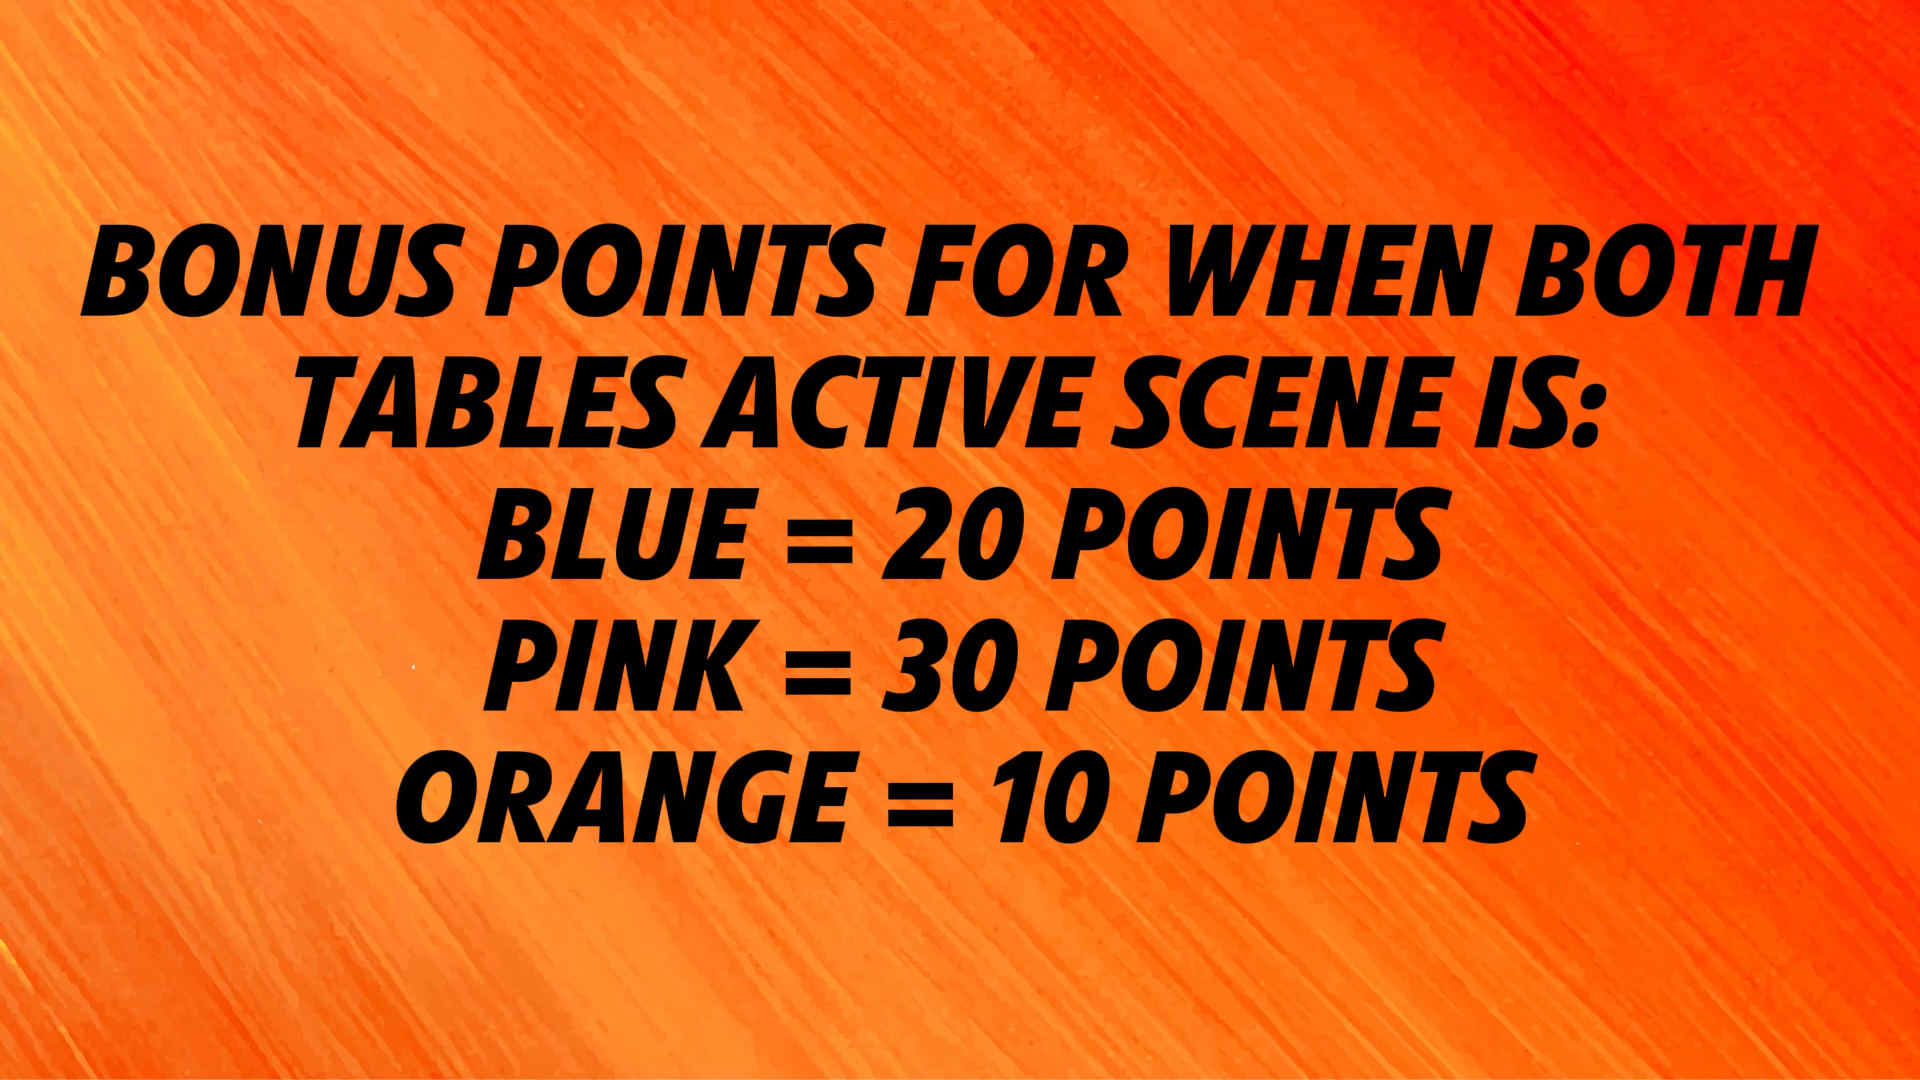 BONUS POINTS FOR WHEN BOTH
TABLES ACTIVE SCENE IS:
BLUE = 20 POINTS
PINK = 30 POINTS
ORANGE = 10 POINTS